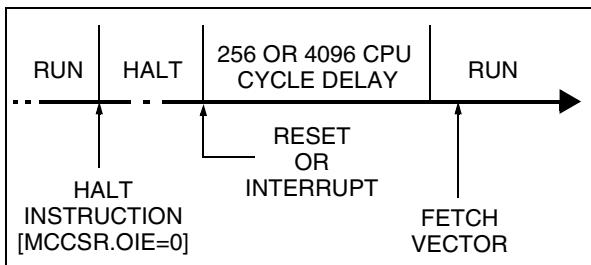 RUN
HALT
256 OR 4096 CPU
CYCLE DELAY
RUN
RESET
OR
INTERRUPT
HALT
INSTRUCTION
[MCCSR.OIE=0]
FETCH
VECTOR